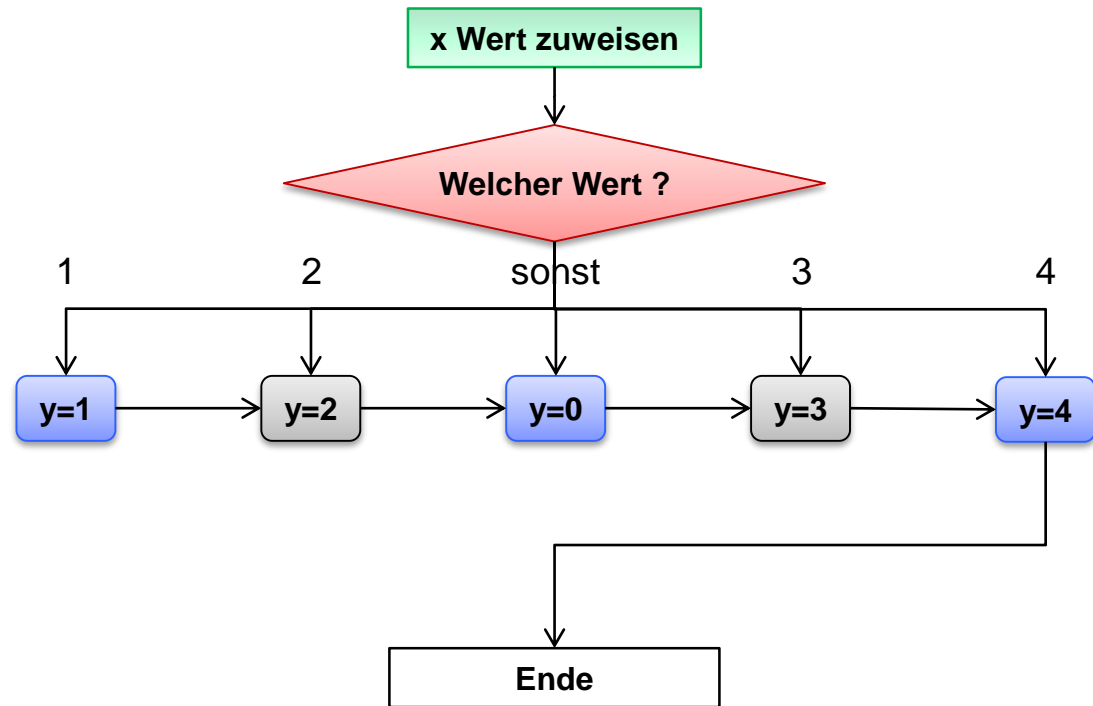 x Wert zuweisen
Welcher Wert ?
1 2 sonst 3 4
y=1 y=2 y=0 y=3 y=4
Ende